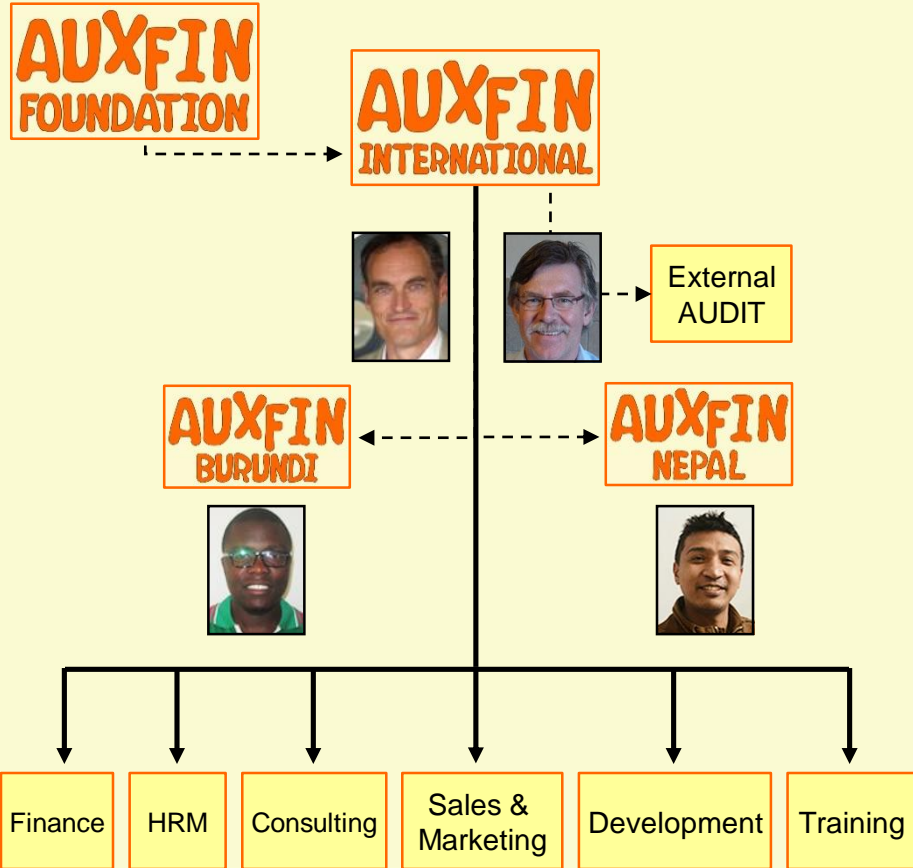 AUXFIN
FOUNDATION
AUXFIN
INTERNATIONAL
External
AUDIT
AUXFIN
BURUNDI
AUXFIN
NEPAL
Finance
HRM
Consulting
Sales &
Marketing
Development
Training